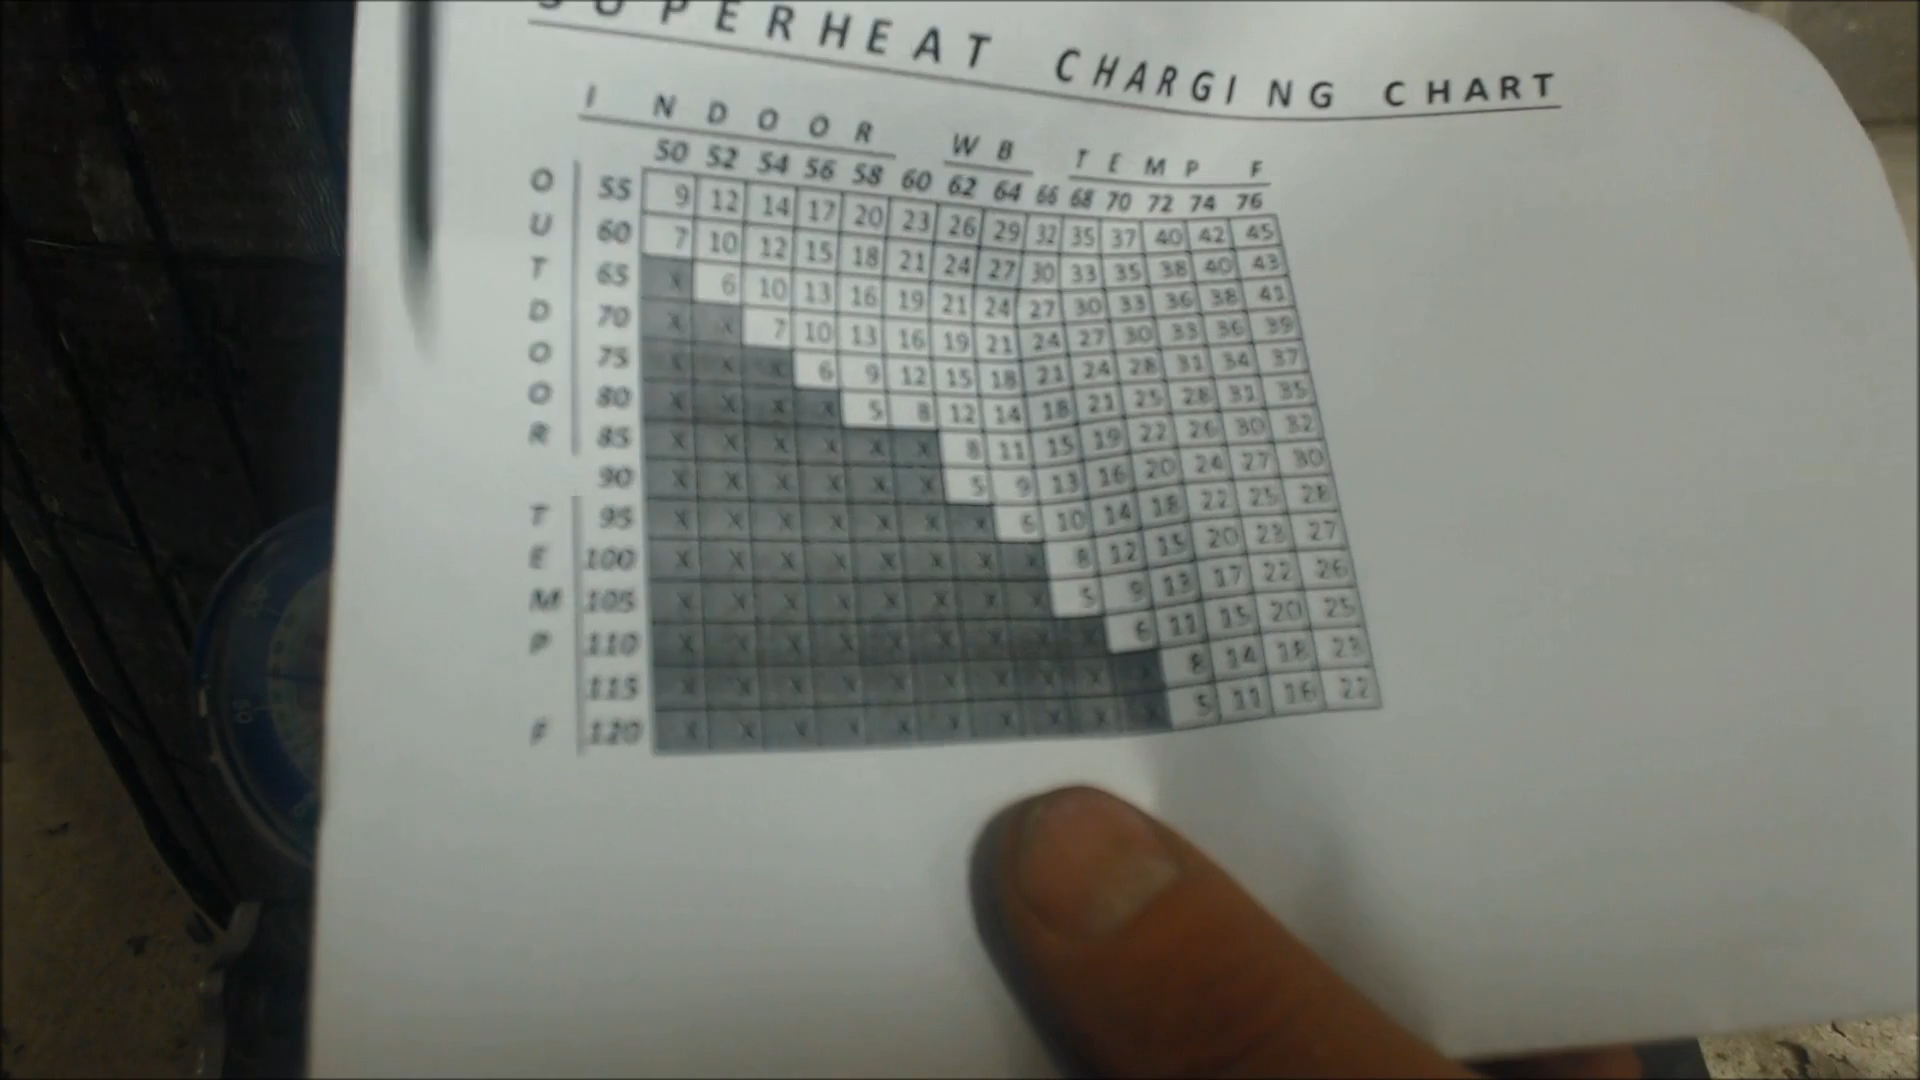 SUPERHEAT CHARGING CHART
INDOOR WB TEMP F
50 52 54 56 58 60 62 64 66 68 70 72 74 76
OUTDOOR TEMP F
55 9 12 14 17 20 23 26 29 32 35 37 40 42 45
60 7 10 12 15 18 21 24 27 30 33 35 38 40 43
65 x 6 10 13 16 19 21 24 27 30 33 36 38 41
70 x x 7 10 13 16 19 21 24 27 30 33 36 39
75 x x x 6 9 12 15 18 21 24 28 31 34 37
80 x x x x 5 8 12 14 18 21 25 28 31 35
85 x x x x x x 8 11 15 19 22 26 30 32
90 x x x x x x 5 9 13 16 20 24 27 30
95 x x x x x x x 6 10 14 18 22 25 28
100 x x x x x x x x 8 12 15 20 23 27
105 x x x x x x x x 5 9 13 17 22 26
110 x x x x x x x x x 6 11 15 20 25
115 x x x x x x x x x x 8 14 18 23
120 x x x x x x x x x x 5 11 16 22